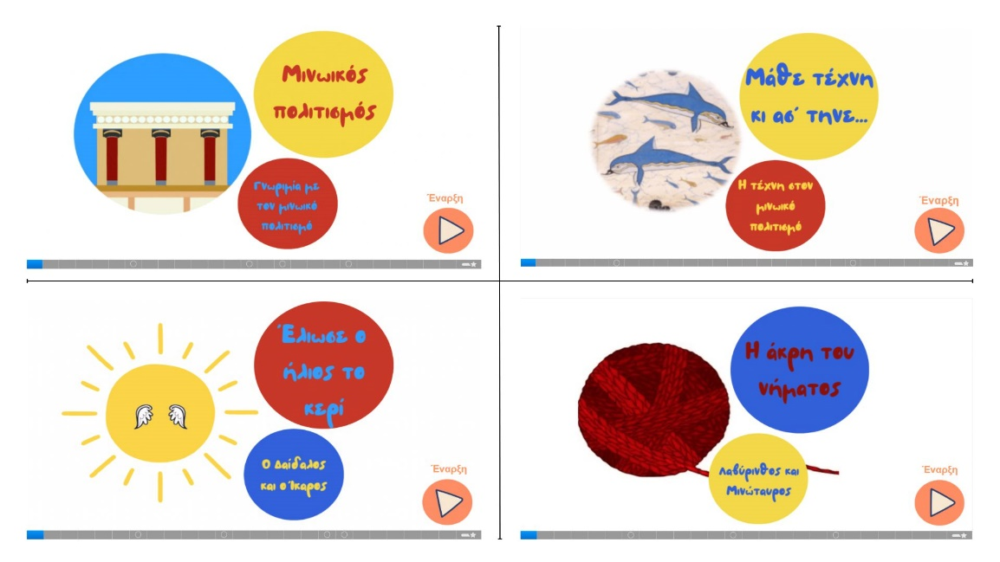 Μινωικός
πολιτισμός
Γνωριμία με
τον μινωικό
πολιτισμό
Έναρξη
Μάθε τέχνη
κι ασ' τηνε...
Η τέχνη στον
μινωικό
πολιτισμό
Έναρξη
Έλιωσε ο
ήλιος το
κερί
Ο Δαίδαλος
και ο Ίκαρος
Έναρξη
Η άκρη του
νήματος
Λαβύρινθος και
Μινώταυρος
Έναρξη